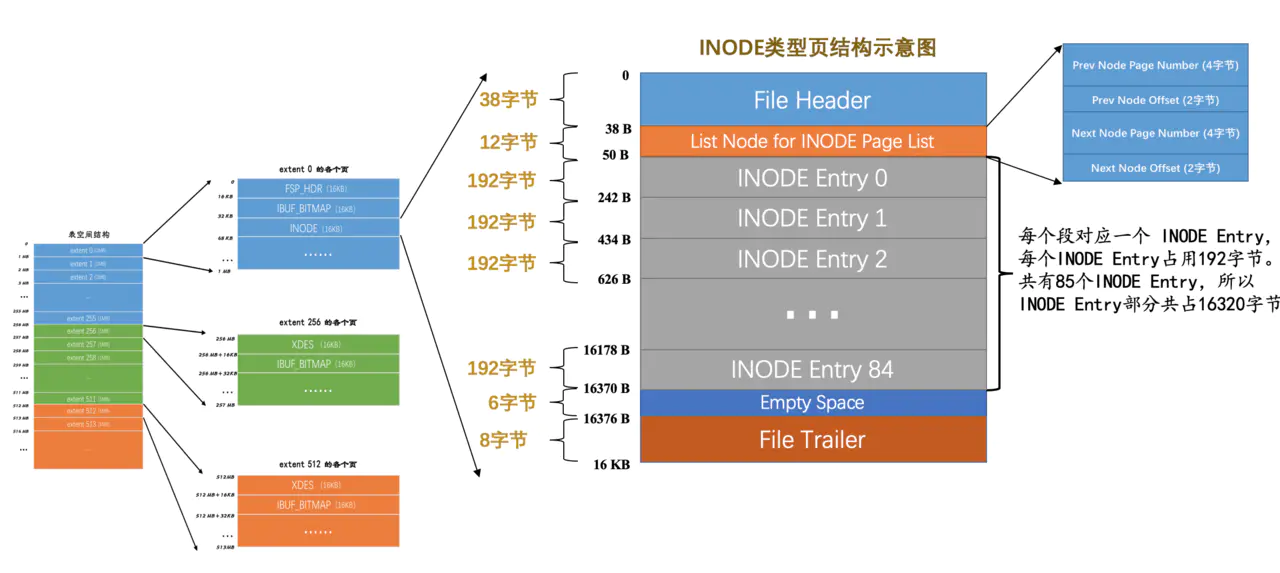 INODE类型页结构示意图
表空间结构
0
extent 0 (1MB)
1 MB
extent 1 (1MB)
2 MB
extent 2 (1MB)
3 MB
...
...
255 MB
extent 255 (1MB)
256 MB
extent 256 (1MB)
257 MB
extent 257 (1MB)
258 MB
extent 258 (1MB)
259 MB
...
...
511 MB
extent 511 (1MB)
512 MB
extent 512 (1MB)
513 MB
extent 513 (1MB)
514 MB
...
...
extent 0 的各个页
0
FSP_HDR (16KB)
16 KB
IBUF_BITMAP (16KB)
32 KB
INODE (16KB)
48 KB
······
...
1 MB
extent 256 的各个页
256 MB
XDES (16KB)
256 MB+16KB
IBUF_BITMAP (16KB)
256 MB+32KB
······
...
257 MB
extent 512 的各个页
512MB
XDES (16KB)
512 MB+16KB
IBUF_BITMAP (16KB)
512 MB+32KB
······
...
513MB
0
38字节
File Header
38 B
12字节
List Node for INODE Page List
50 B
192字节
INODE Entry 0
242 B
192字节
INODE Entry 1
434 B
192字节
INODE Entry 2
626 B
...
16178 B
192字节
INODE Entry 84
16370 B
6字节
Empty Space
16376 B
8字节
File Trailer
16 KB
Prev Node Page Number (4字节)
Prev Node Offset (2字节)
Next Node Page Number (4字节)
Next Node Offset (2字节)
每个段对应一个 INODE Entry,
每个INODE Entry占用192字节。
共有85个INODE Entry, 所以
INODE Entry部分共占16320字节